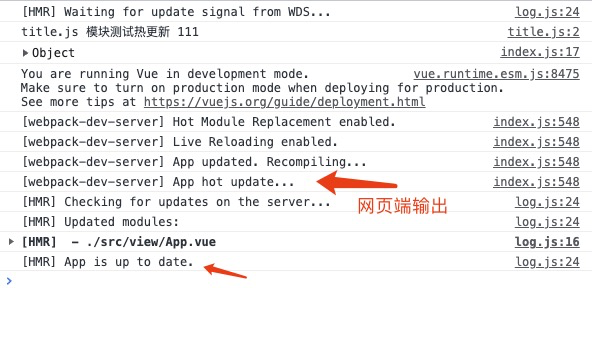 [HMR] Waiting for update signal from WDS... log.js:24
title.js 模块测试热更新 111 title.js:2
Object index.js:17
You are running Vue in development mode. vue.runtime.esm.js:8475
Make sure to turn on production mode when deploying for production.
See more tips at https://vuejs.org/guide/deployment.html
[webpack-dev-server] Hot Module Replacement enabled. index.js:548
[webpack-dev-server] Live Reloading enabled. index.js:548
[webpack-dev-server] App updated. Recompiling... index.js:548
[webpack-dev-server] App hot update... index.js:548
[HMR] Checking for updates on the server... log.js:24
网页端输出
[HMR] Updated modules: log.js:24
[HMR]  - ./src/view/App.vue log.js:16
[HMR] App is up to date. log.js:24